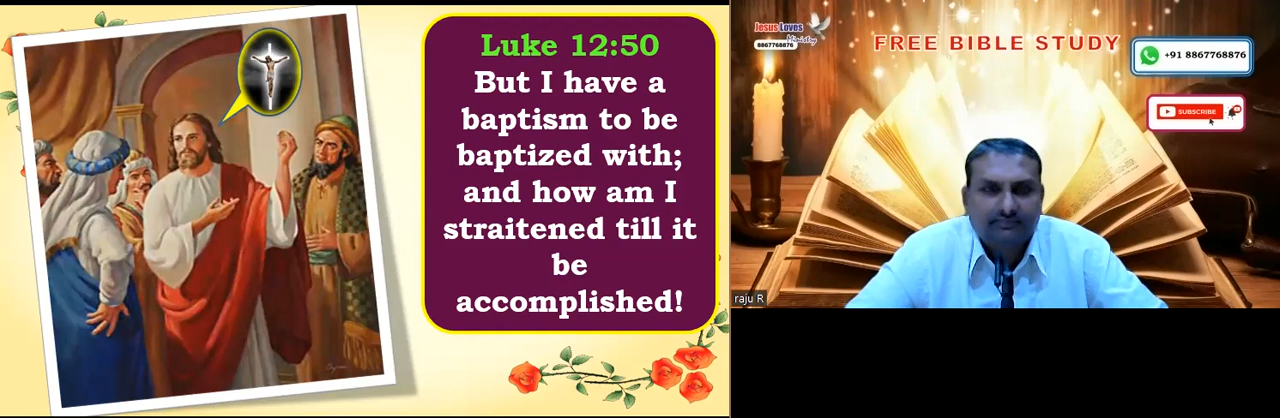 Luke 12:50
But I have a
baptism to be
baptized with;
and how am I
straitened till it
be
accomplished!
Jesus Loves
Ministry
8867768876
FREE BIBLE STUDY
+91 8867768876
SUBSCRIBE
raju R